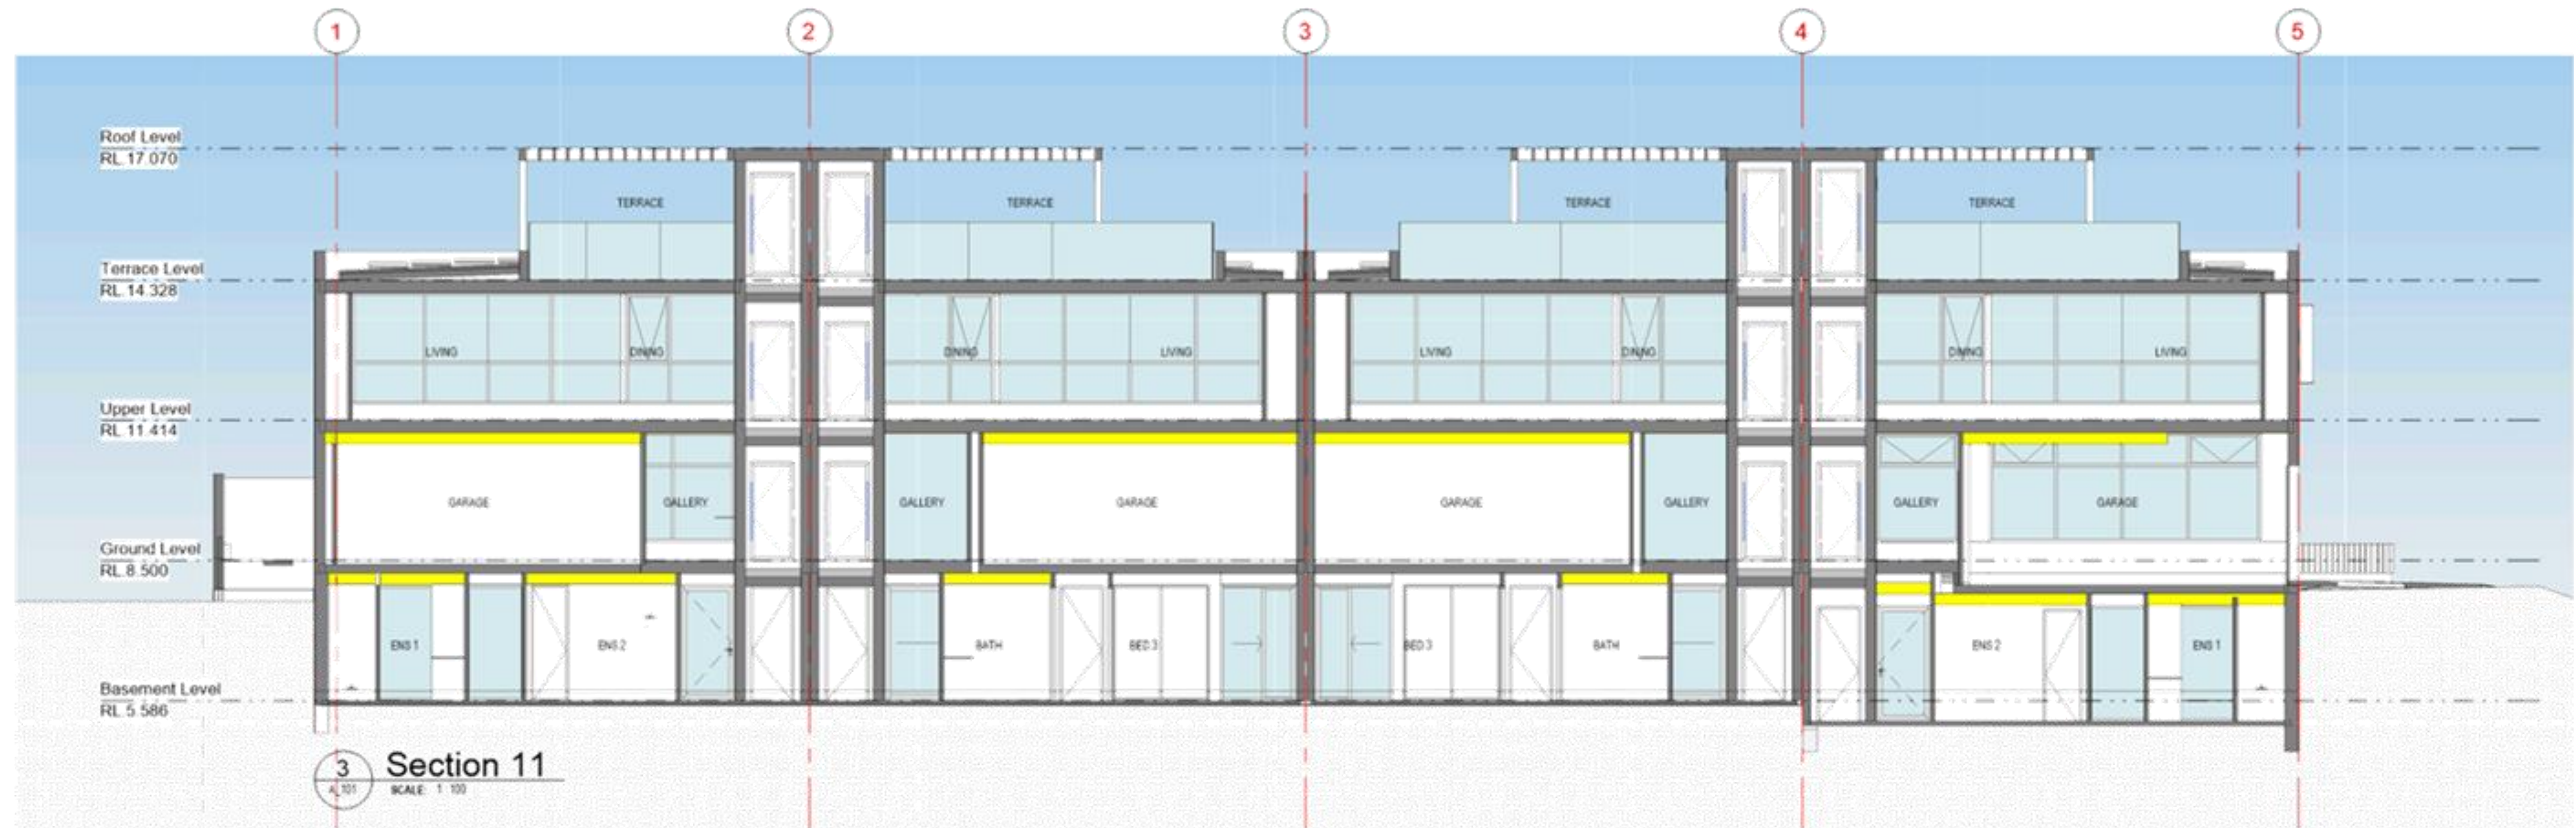 1 2 3 4 5
Roof Level
RL.17.070
TERRACE TERRACE TERRACE TERRACE
Terrace Level
RL.14.328
LIVING DINING DINING LIVING LIVING DINING DINING LIVING
Upper Level
RL.11.414
GARAGE GALLERY GALLERY GARAGE GARAGE GALLERY GALLERY GARAGE
Ground Level
RL.8.500
ENS 1 ENS 2 BATH BED 3 BED 3 BATH ENS 2 ENS 1
Basement Level
RL.5.586
3 Section 11
A_101 SCALE: 1 100